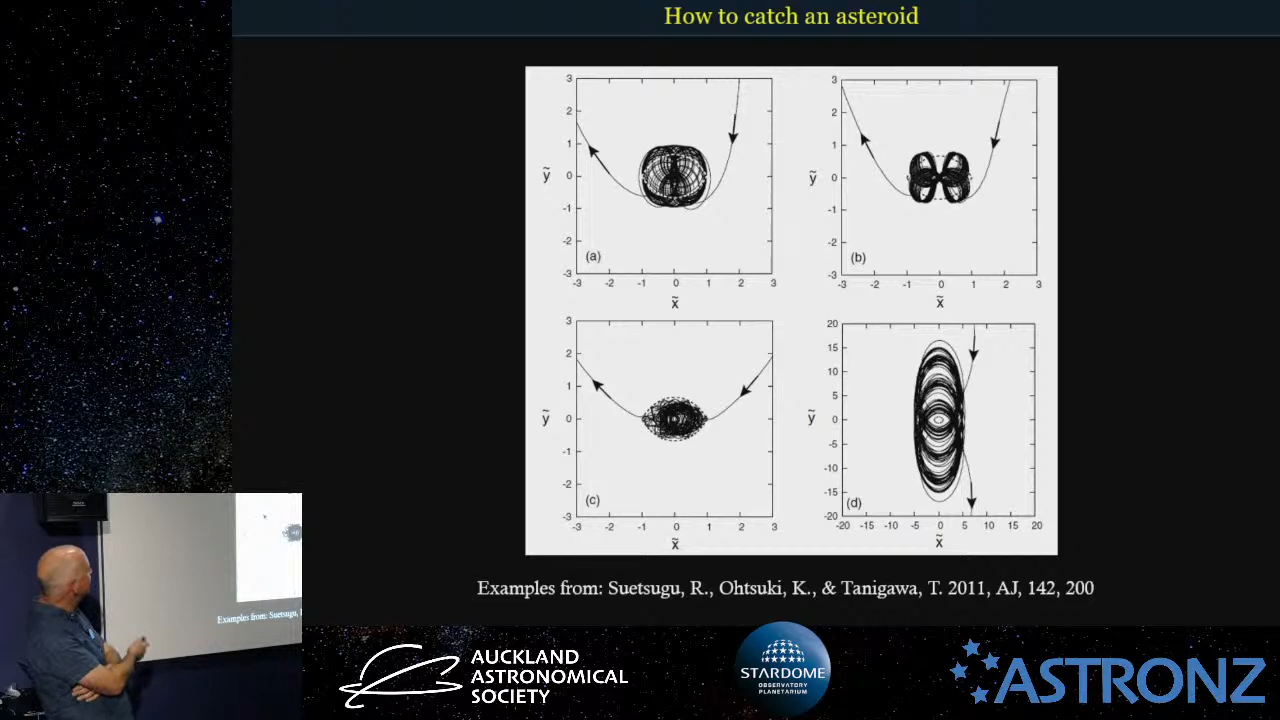 How to catch an asteroid
3
2
1
0
-1
-2
-3
ỹ
(a)
-3 -2 -1 0 1 2 3
x̃
3
2
1
0
-1
-2
-3
ỹ
(b)
-3 -2 -1 0 1 2 3
x̃
3
2
1
0
-1
-2
-3
ỹ
(c)
-3 -2 -1 0 1 2 3
x̃
20
15
10
5
0
-5
-10
-15
-20
ỹ
(d)
-20 -15 -10 -5 0 5 10 15 20
x̃
Examples from: Suetsugu, R., Ohtsuki, K., & Tanigawa, T. 2011, AJ, 142, 200
Examples from: Suetsugu,
AUCKLAND
ASTRONOMICAL
SOCIETY
STARDOME
OBSERVATORY
PLANETARIUM
ASTRONZ